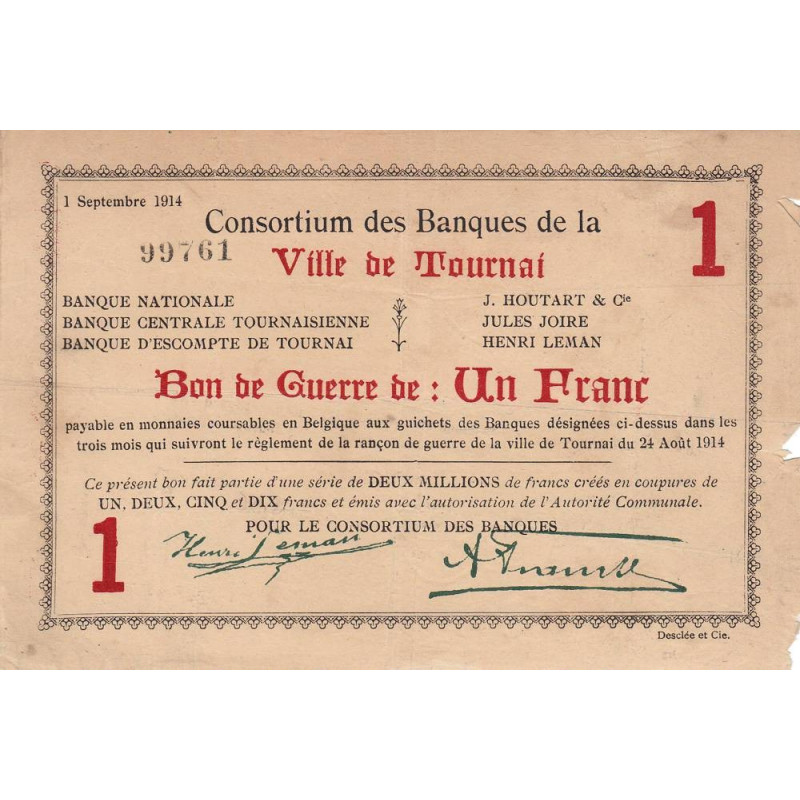 1 Septembre 1914
Consortium des Banques de la
99761
Ville de Tournai
1
BANQUE NATIONALE
BANQUE CENTRALE TOURNAISIENNE
BANQUE D'ESCOMPTE DE TOURNAI
J. HOUTART & Cie
JULES JOIRE
HENRI LEMAN
Bon de Guerre de : Un Franc
payable en monnaies coursables en Belgique aux guichets des Banques désignées ci-dessus dans les
trois mois qui suivront le règlement de la rançon de guerre de la ville de Tournai du 24 Août 1914
Ce présent bon fait partie d'une série de DEUX MILLIONS de francs créés en coupures de
UN, DEUX, CINQ et DIX francs et émis avec l'autorisation de l'Autorité Communale.
POUR LE CONSORTIUM DES BANQUES
1
Henri Leman
Desclée et Cie.